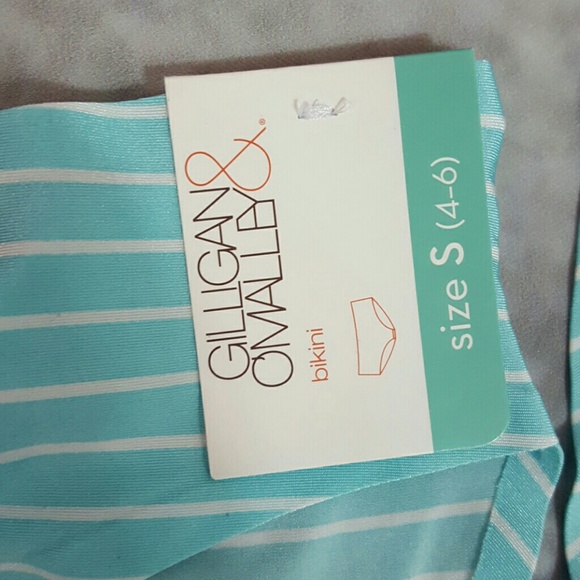 GILLIGAN &®
O'MALLEY
bikini
size S (4-6)